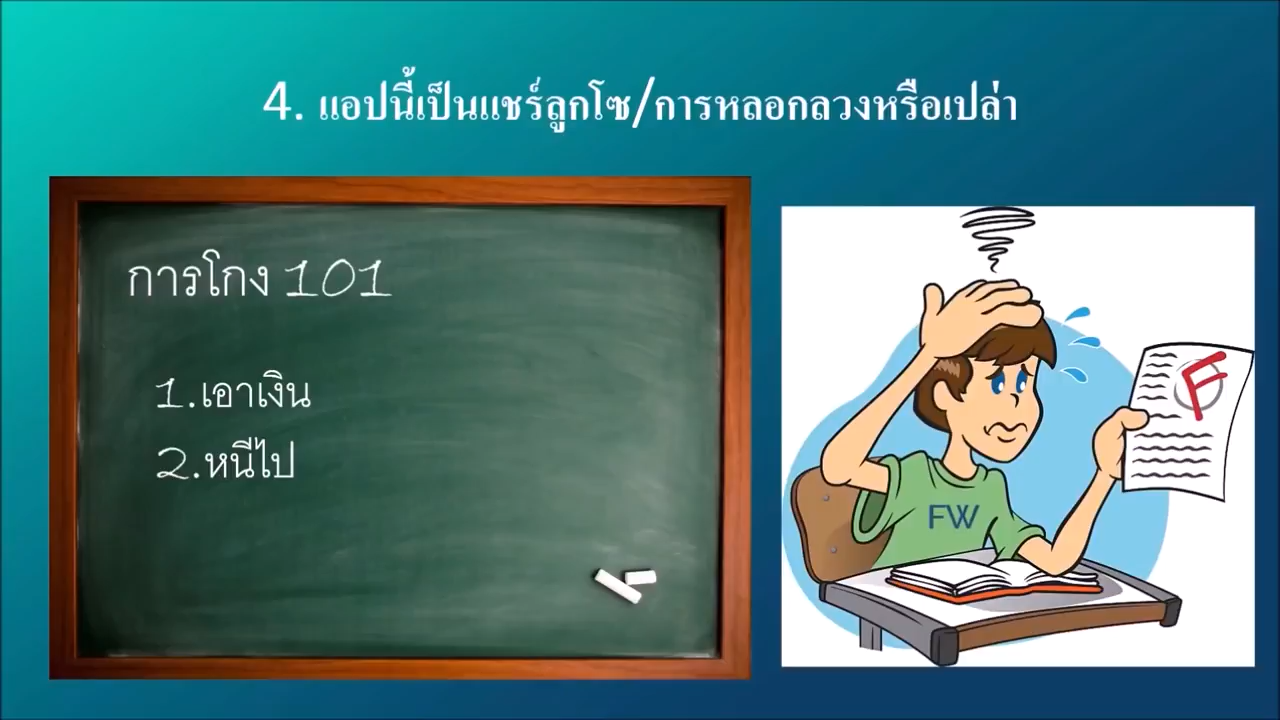 4. แอปนี้เป็นแชร์ลูกโซ/การหลอกลวงหรือเปล่า
การโกง 101
1.เอาเงิน
2.หนีไป
F
FW